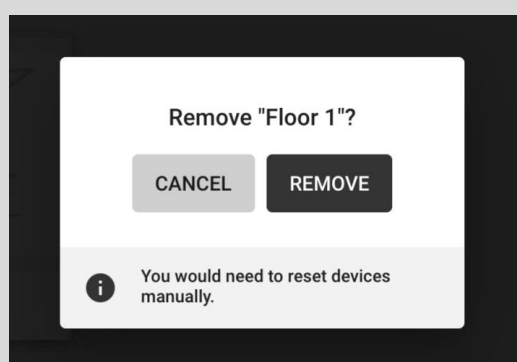 Remove "Floor 1"?
CANCEL REMOVE
You would need to reset devices
manually.